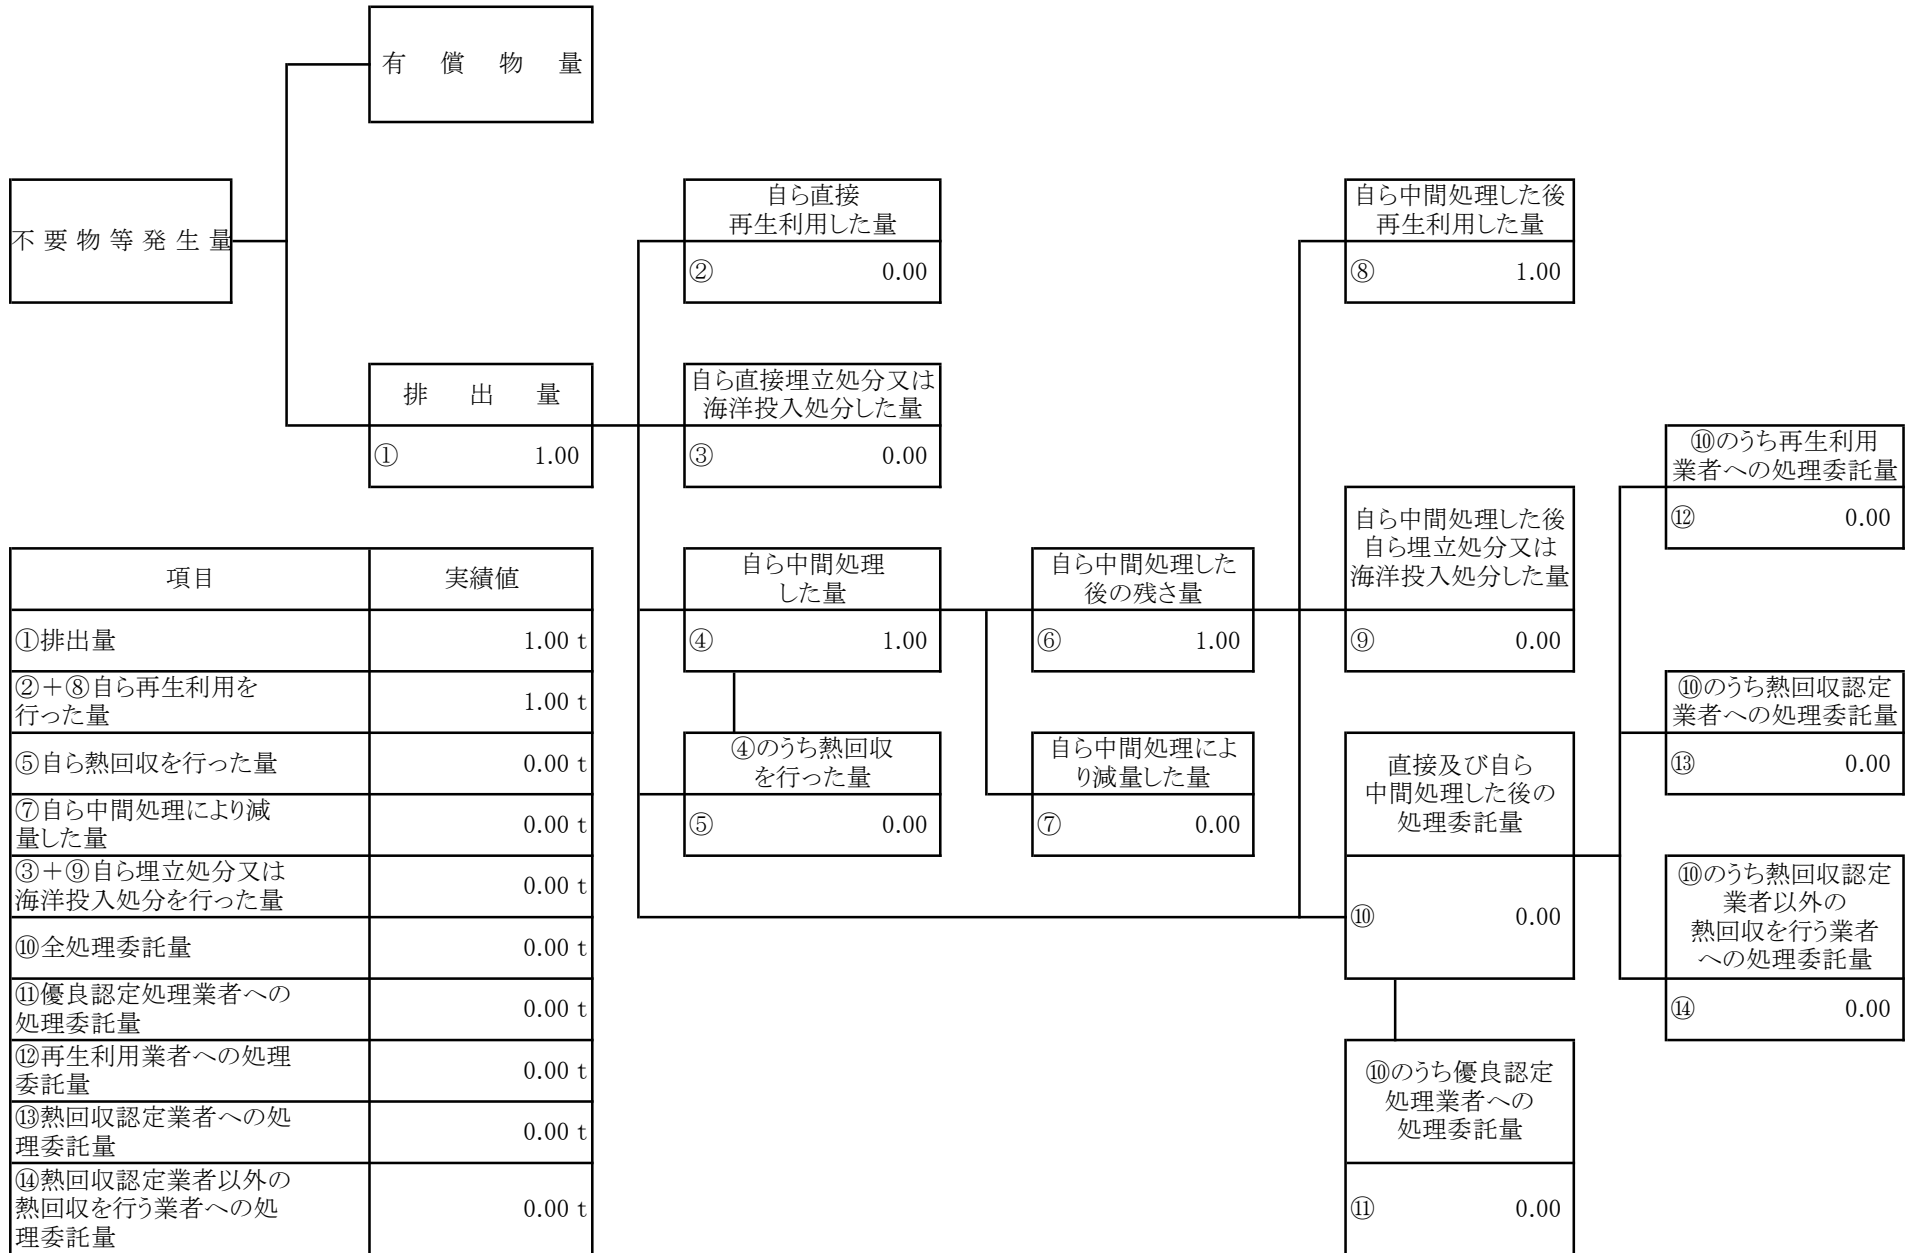 有償物量
不要物等発生量
自ら直接
再生利用した量
② 0.00
自ら中間処理した後
再生利用した量
⑧ 1.00
排出量
① 1.00
自ら直接埋立処分又は
海洋投入処分した量
③ 0.00
⑩のうち再生利用
業者への処理委託量
⑫ 0.00
自ら中間処理した後
自ら埋立処分又は
海洋投入処分した量
⑨ 0.00
自ら中間処理
した量
④ 1.00
自ら中間処理した
後の残さ量
⑥ 1.00
⑩のうち熱回収認定
業者への処理委託量
⑬ 0.00
④のうち熱回収
を行った量
⑤ 0.00
自ら中間処理によ
り減量した量
⑦ 0.00
直接及び自ら
中間処理した後の
処理委託量
⑩ 0.00
⑩のうち熱回収認定
業者以外の
熱回収を行う業者
への処理委託量
⑭ 0.00
⑩のうち優良認定
処理業者への
処理委託量
⑪ 0.00
項目 実績値
①排出量 1.00 t
②＋⑧自ら再生利用を
行った量 1.00 t
⑤自ら熱回収を行った量 0.00 t
⑦自ら中間処理により減
量した量 0.00 t
③＋⑨自ら埋立処分又は
海洋投入処分を行った量 0.00 t
⑩全処理委託量 0.00 t
⑪優良認定処理業者への
処理委託量 0.00 t
⑫再生利用業者への処理
委託量 0.00 t
⑬熱回収認定業者への処
理委託量 0.00 t
⑭熱回収認定業者以外の
熱回収を行う業者への処
理委託量 0.00 t